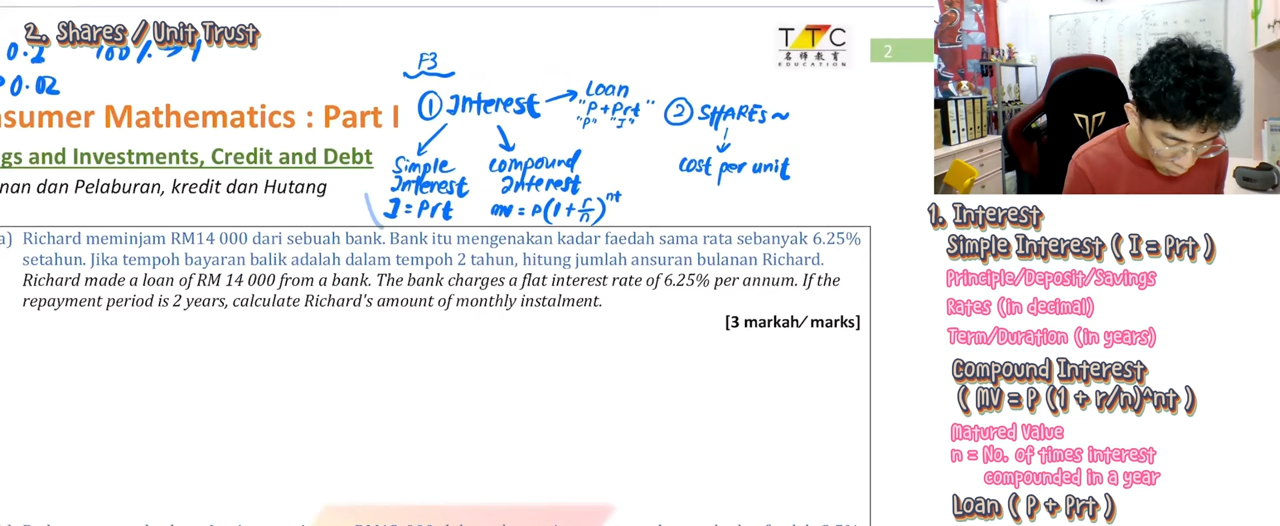 2. Shares / Unit Trust
0.2 100% → 1
0.02
F3
① Interest → Loan
"P + Prt"
"P" "I"
② SHARES~
cost per unit
Simple Interest
I = Prt
compound Interest
mv = P(1 + r/n)^nt
TTC
名師教育
EDUCATION
2
nsumer Mathematics : Part I
gs and Investments, Credit and Debt
nan dan Pelaburan, kredit dan Hutang
a) Richard meminjam RM14 000 dari sebuah bank. Bank itu mengenakan kadar faedah sama rata sebanyak 6.25%
setahun. Jika tempoh bayaran balik adalah dalam tempoh 2 tahun, hitung jumlah ansuran bulanan Richard.
Richard made a loan of RM 14 000 from a bank. The bank charges a flat interest rate of 6.25% per annum. If the
repayment period is 2 years, calculate Richard's amount of monthly instalment.
[3 markah/ marks]
1. Interest
Simple Interest ( I = Prt )
Principle/Deposit/Savings
Rates (in decimal)
Term/Duration (in years)
Compound Interest
( MV = P (1 + r/n)^nt )
Matured Value
n = No. of times interest
compounded in a year
Loan ( P + Prt )